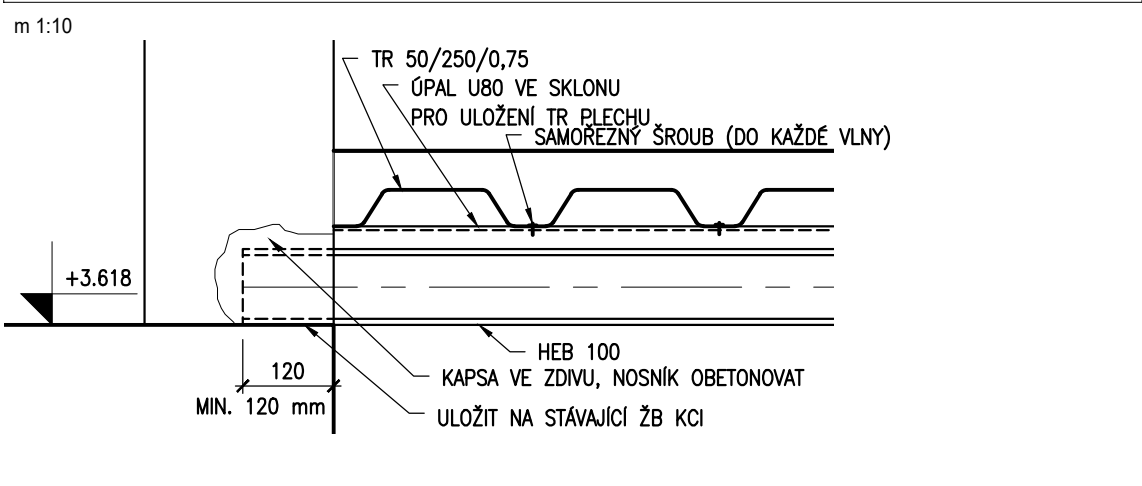 m 1:10
TR 50/250/0,75
ÚPAL U80 VE SKLONU
PRO ULOŽENÍ TR PLECHU
SAMOŘEZNÝ ŠROUB (DO KAŽDÉ VLNY)
+3.618
HEB 100
120
KAPSA VE ZDIVU, NOSNÍK OBETONOVAT
MIN. 120 mm
ULOŽIT NA STÁVAJÍCÍ ŽB KCI